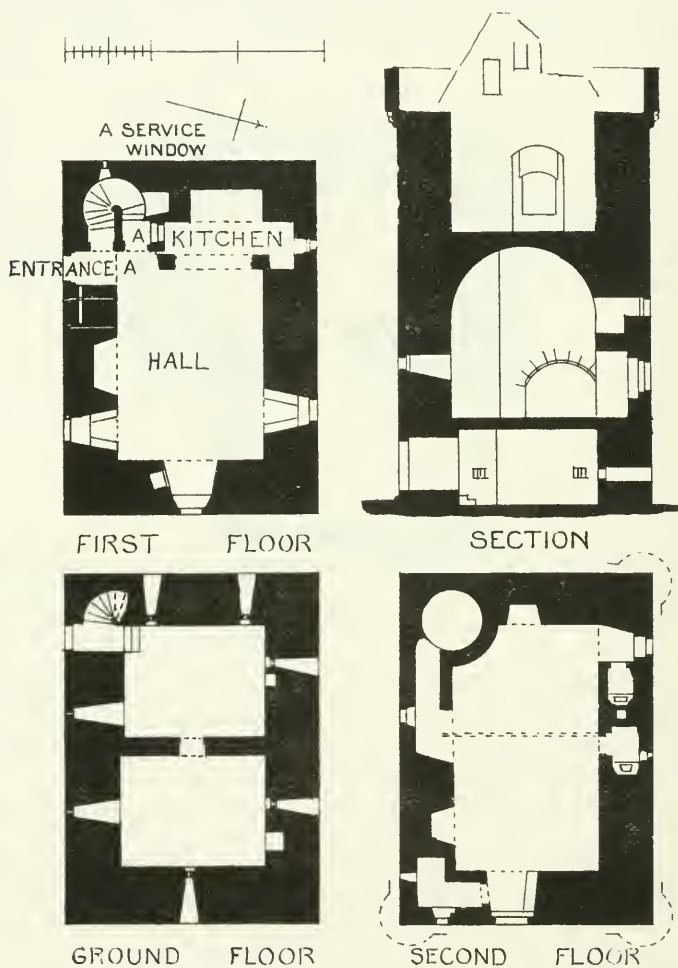 A SERVICE
WINDOW
A KITCHEN
ENTRANCE A
HALL
FIRST FLOOR
SECTION
GROUND FLOOR
SECOND FLOOR